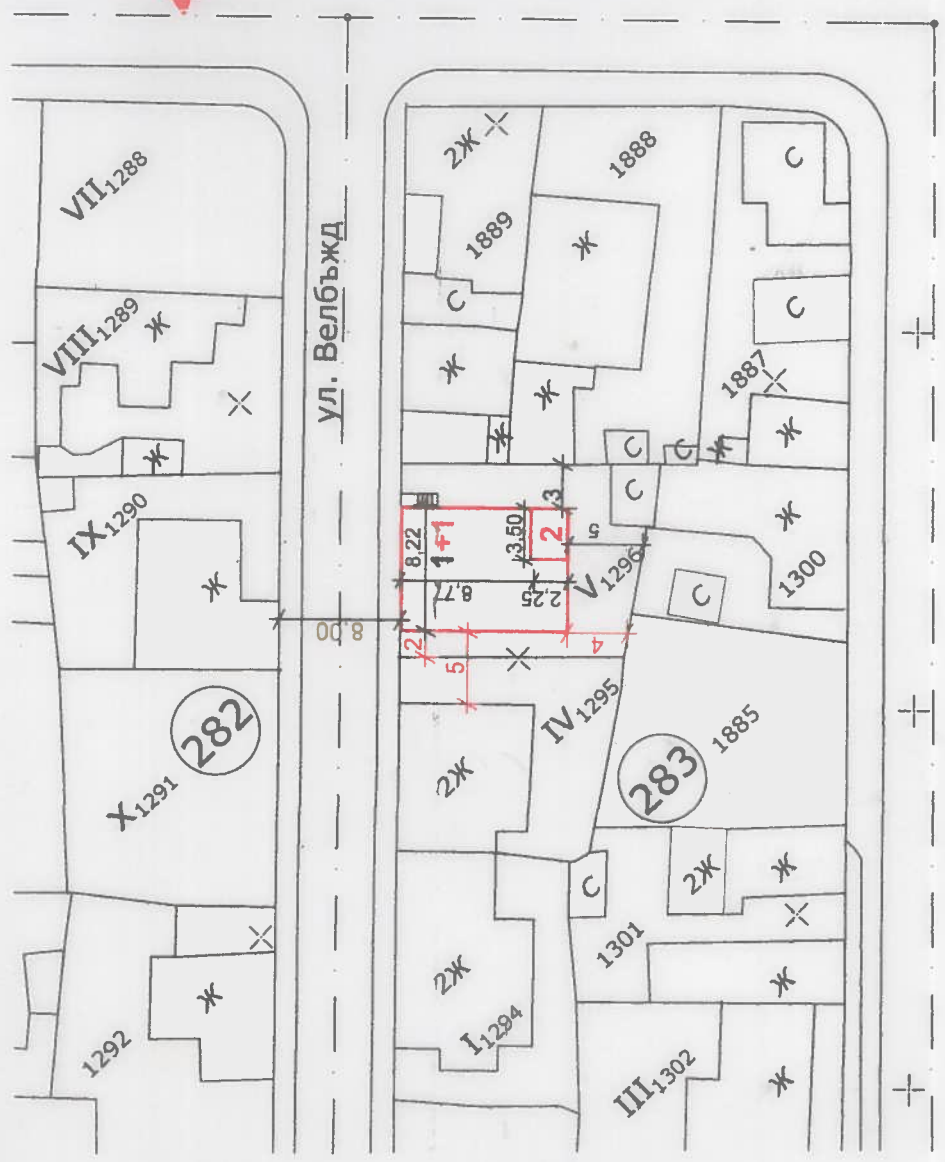 VII1288
VIII1289
Ж
Ж
IX1290
Ж
282
X1291
1292
Ж
ул. Велбъжд
8.00
2Ж
1889
1888
С
Ж
Ж
С
Ж
Ж
Ж
С
1887
С
С
Ж
Ж
С
3
8,22
1+1
3.50
2
5
V1296
8,77
2,25
Ж
1300
С
2
5
4
IV1295
2Ж
283
1885
2Ж
Ж
С
1301
2Ж
I1294
Ж
III1302
Ж